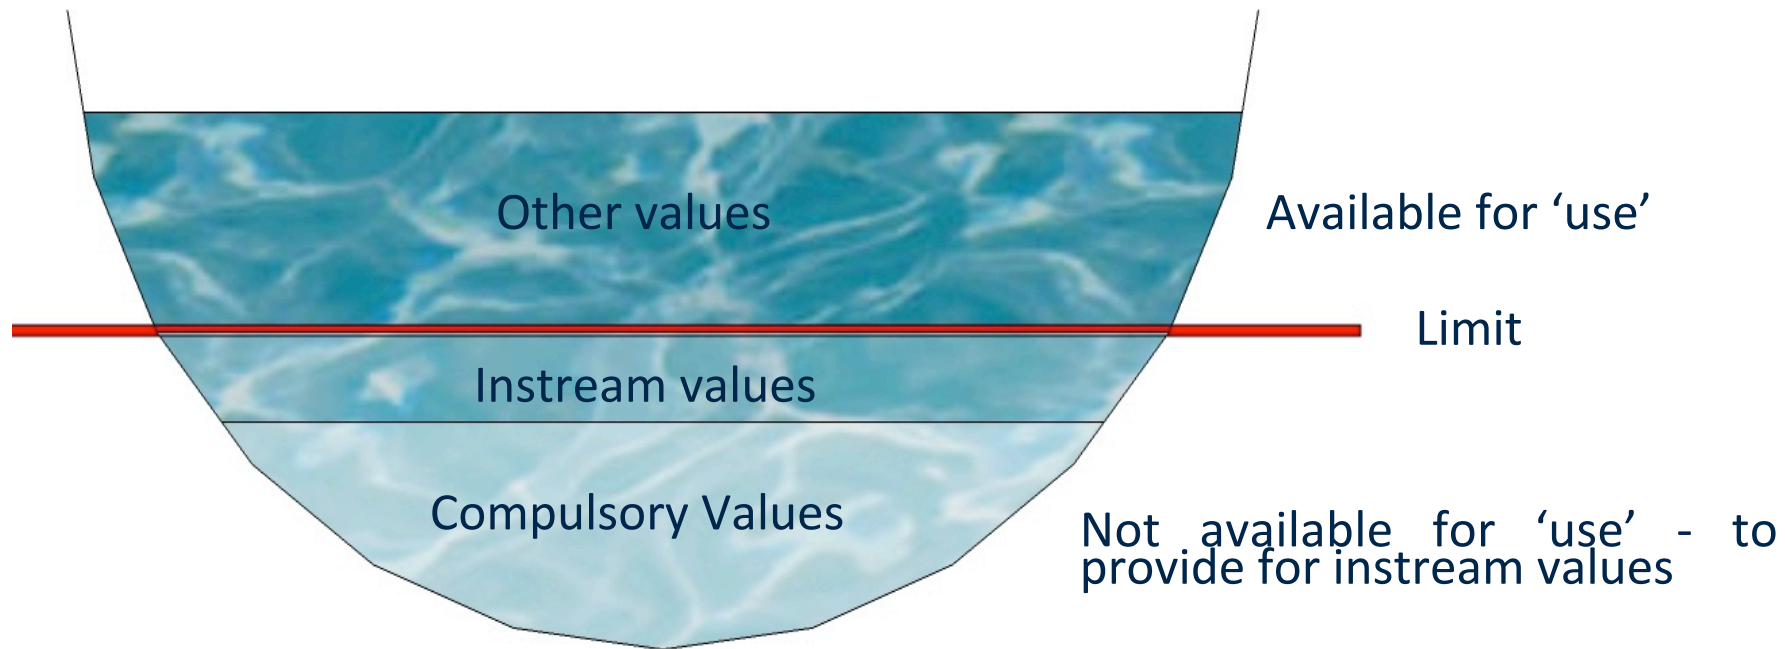 Other values
Available for ‘use’
Limit
Instream values
Compulsory Values
Not available for ‘use’ - to
provide for instream values